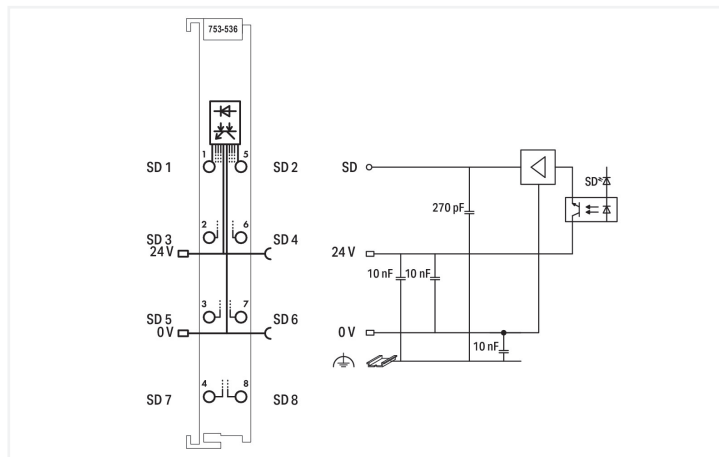 753-536
1 5
SD 1 SD 2
2 6
SD 3 SD 4
24 V
3 7
SD 5 SD 6
0 V
4 8
SD 7 SD 8
SD
SD*
270 pF
24 V
10 nF 10 nF
0 V
10 nF